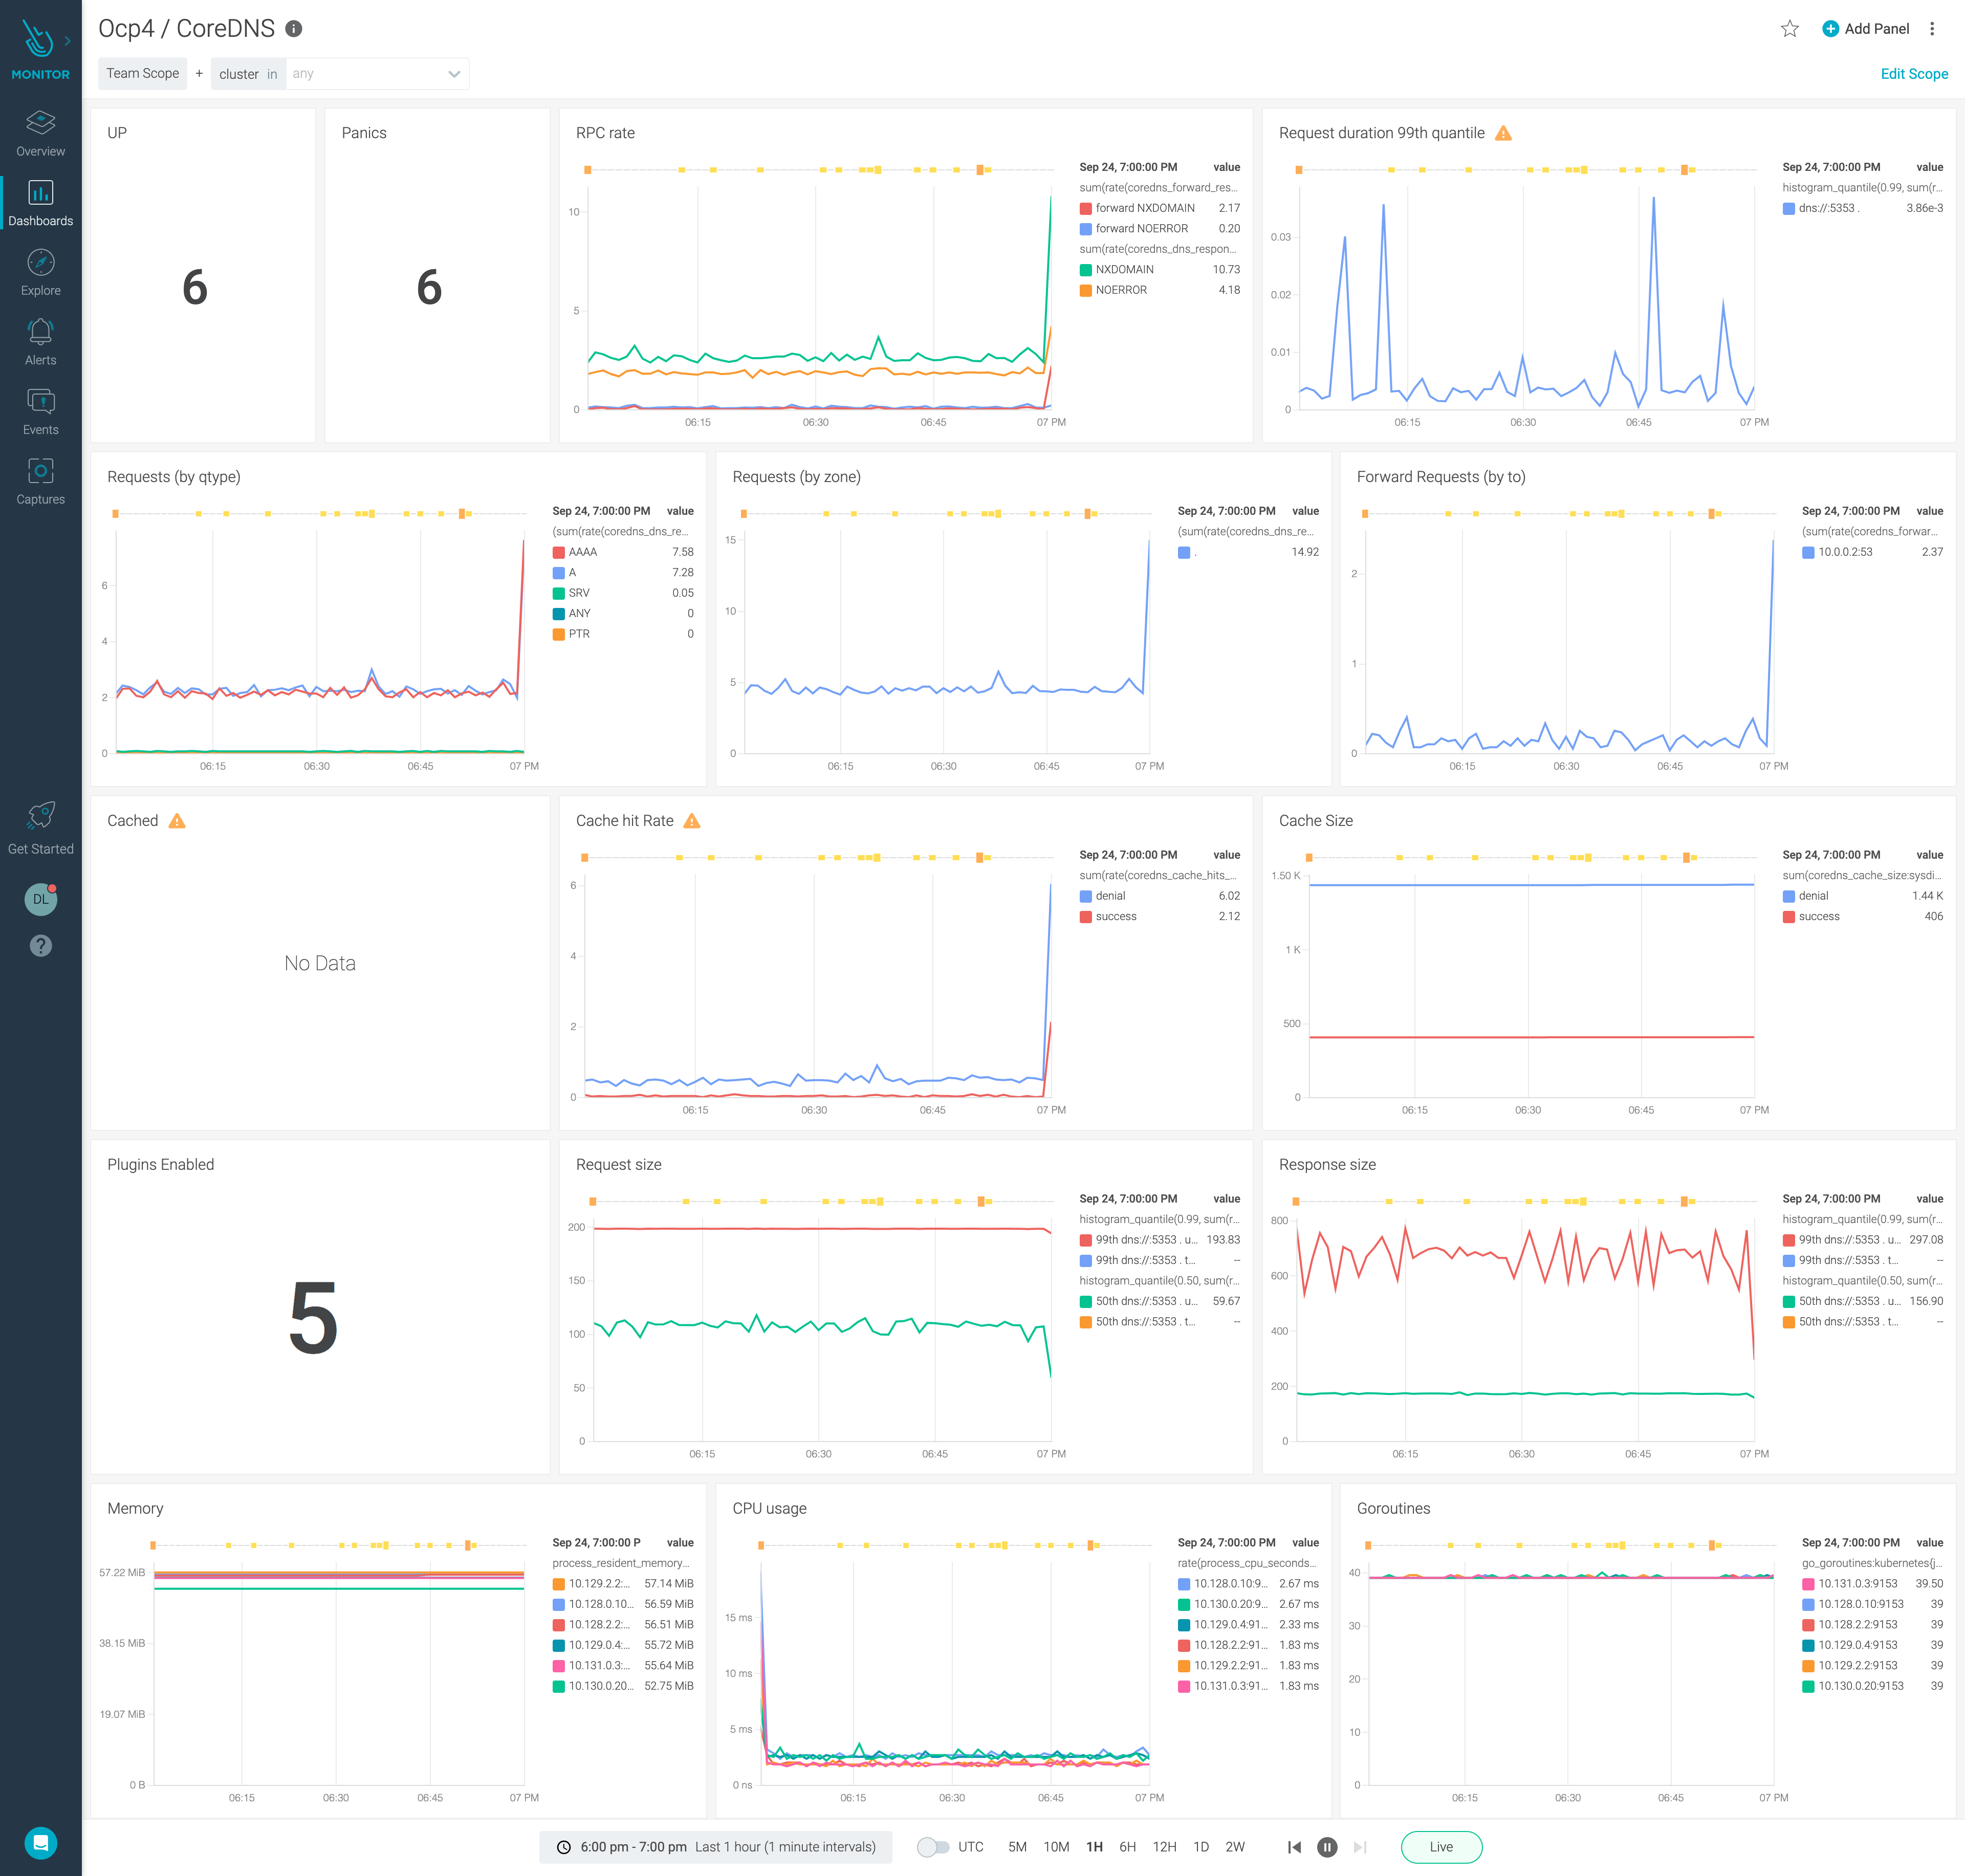 MONITOR
Overview
Dashboards
Explore
Alerts
Events
Captures
Get Started
DL
?
Ocp4 / CoreDNS
Add Panel
Team Scope + cluster in any
Edit Scope
UP
6
Panics
6
RPC rate
10
5
0
06:15 06:30 06:45 07 PM
Sep 24, 7:00:00 PM value
sum(rate(coredns_forward_res...
forward NXDOMAIN 2.17
forward NOERROR 0.20
sum(rate(coredns_dns_respon...
NXDOMAIN 10.73
NOERROR 4.18
Request duration 99th quantile
0.03
0.02
0.01
0
06:15 06:30 06:45 07 PM
Sep 24, 7:00:00 PM value
histogram_quantile(0.99, sum(r...
dns://:5353 . 3.86e-3
Requests (by qtype)
6
4
2
0
06:15 06:30 06:45 07 PM
Sep 24, 7:00:00 PM value
(sum(rate(coredns_dns_re...
AAAA 7.58
A 7.28
SRV 0.05
ANY 0
PTR 0
Requests (by zone)
15
10
5
0
06:15 06:30 06:45 07 PM
Sep 24, 7:00:00 PM value
(sum(rate(coredns_dns_re...
. 14.92
Forward Requests (by to)
2
1
0
06:15 06:30 06:45 07 PM
Sep 24, 7:00:00 PM value
(sum(rate(coredns_forwar...
10.0.0.2:53 2.37
Cached
No Data
Cache hit Rate
6
4
2
0
06:15 06:30 06:45 07 PM
Sep 24, 7:00:00 PM value
sum(rate(coredns_cache_hits_...
denial 6.02
success 2.12
Cache Size
1.50 K
1 K
500
0
06:15 06:30 06:45 07 PM
Sep 24, 7:00:00 PM value
sum(coredns_cache_size:sysdi...
denial 1.44 K
success 406
Plugins Enabled
5
Request size
200
150
100
50
0
06:15 06:30 06:45 07 PM
Sep 24, 7:00:00 PM value
histogram_quantile(0.99, sum(r...
99th dns://:5353 . u... 193.83
99th dns://:5353 . t... --
histogram_quantile(0.50, sum(r...
50th dns://:5353 . u... 59.67
50th dns://:5353 . t... --
Response size
800
600
400
200
0
06:15 06:30 06:45 07 PM
Sep 24, 7:00:00 PM value
histogram_quantile(0.99, sum(r...
99th dns://:5353 . u... 297.08
99th dns://:5353 . t... --
histogram_quantile(0.50, sum(r...
50th dns://:5353 . u... 156.90
50th dns://:5353 . t... --
Memory
57.22 MiB
38.15 MiB
19.07 MiB
0 B
06:15 06:30 06:45 07 PM
Sep 24, 7:00:00 P value
process_resident_memory...
10.129.2.2:... 57.14 MiB
10.128.0.10... 56.59 MiB
10.128.2.2:... 56.51 MiB
10.129.0.4:... 55.72 MiB
10.131.0.3:... 55.64 MiB
10.130.0.20... 52.75 MiB
CPU usage
15 ms
10 ms
5 ms
0 ns
06:15 06:30 06:45 07 PM
Sep 24, 7:00:00 PM value
rate(process_cpu_seconds...
10.128.0.10:9... 2.67 ms
10.130.0.20:9... 2.67 ms
10.129.0.4:91... 2.33 ms
10.128.2.2:91... 1.83 ms
10.129.2.2:91... 1.83 ms
10.131.0.3:91... 1.83 ms
Goroutines
40
30
20
10
0
06:15 06:30 06:45 07 PM
Sep 24, 7:00:00 PM value
go_goroutines:kubernetes{j...
10.131.0.3:9153 39.50
10.128.0.10:9153 39
10.128.2.2:9153 39
10.129.0.4:9153 39
10.129.2.2:9153 39
10.130.0.20:9153 39
6:00 pm - 7:00 pm Last 1 hour (1 minute intervals) UTC 5M 10M 1H 6H 12H 1D 2W Live